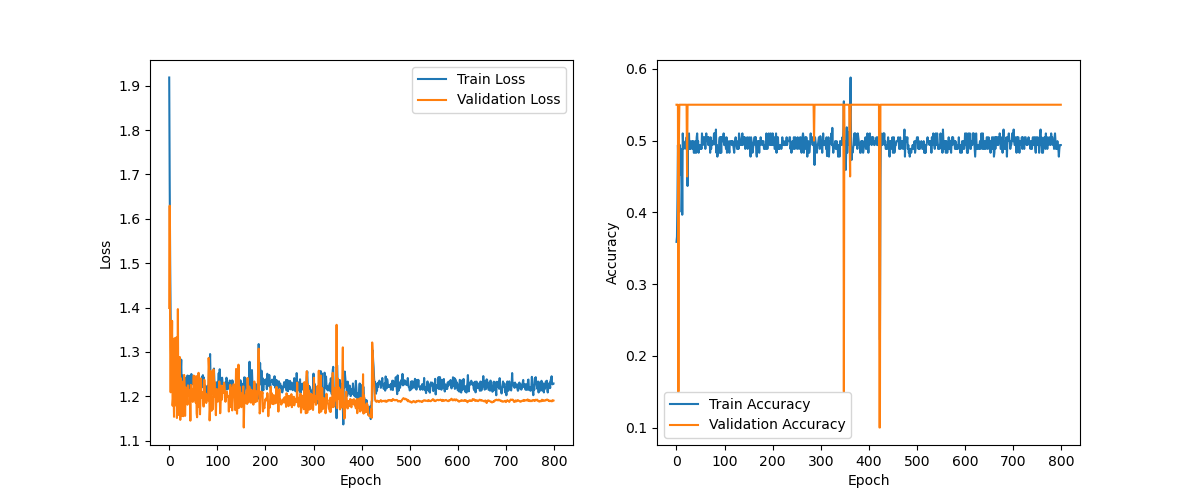 1.9
1.8
1.7
1.6
1.5
1.4
1.3
1.2
1.1
Loss
0 100 200 300 400 500 600 700 800
Epoch
Train Loss
Validation Loss
0.6
0.5
0.4
0.3
0.2
0.1
Accuracy
0 100 200 300 400 500 600 700 800
Epoch
Train Accuracy
Validation Accuracy